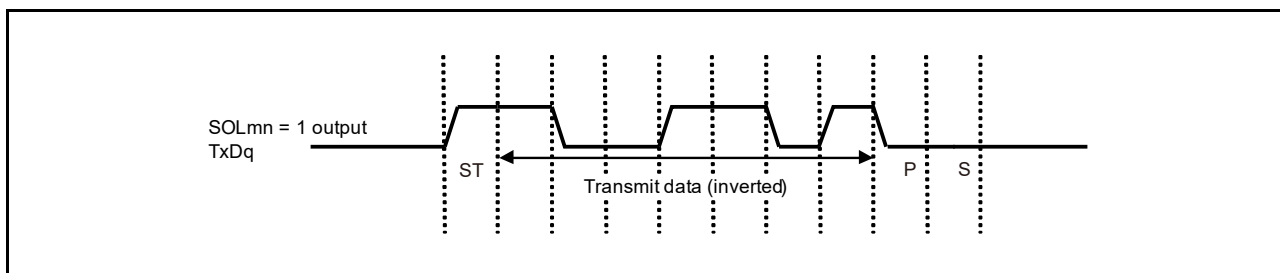 SOLmn = 1 output
TxDq
ST
Transmit data (inverted)
P
S